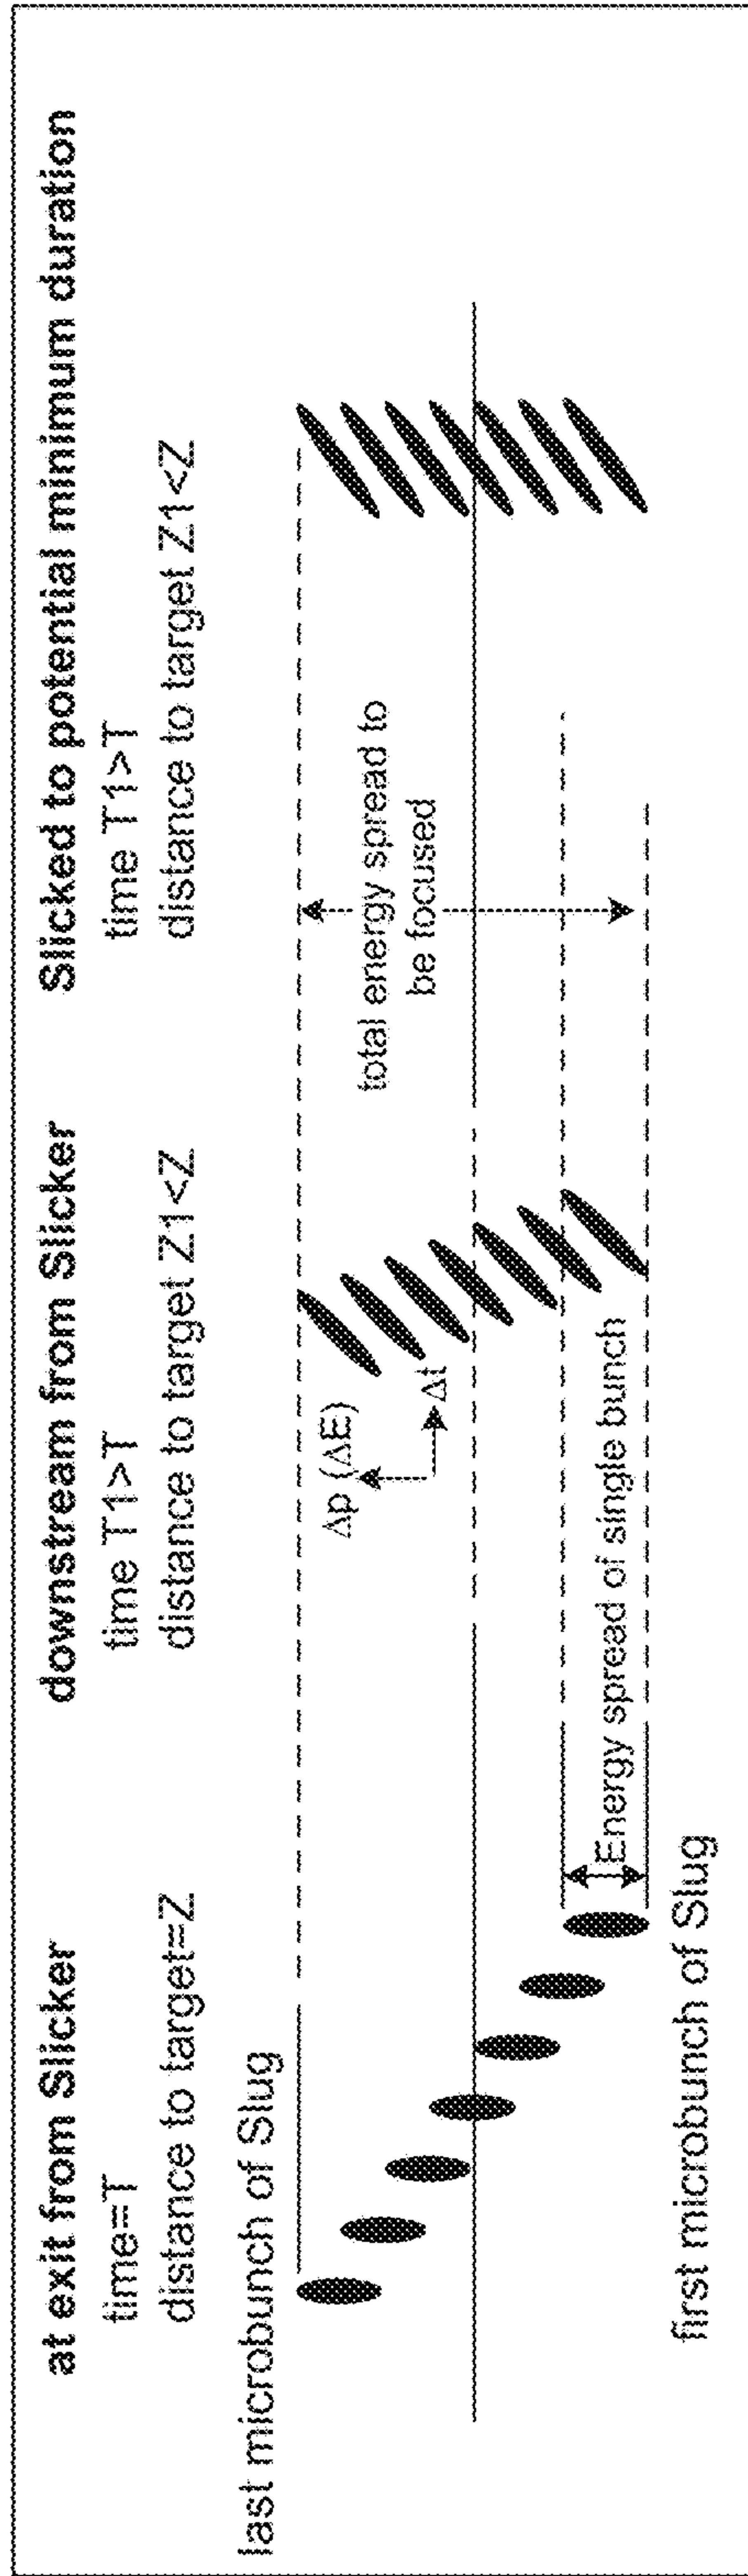 at exit from Slicker
time=T
distance to target=Z
downstream from Slicker
time T1>T
distance to target Z1<Z
Slicked to potential minimum duration
time T1>T
distance to target Z1<Z
last microbunch of Slug
Δp (ΔE)
Δt
total energy spread to
be focused
Energy spread of single bunch
first microbunch of Slug